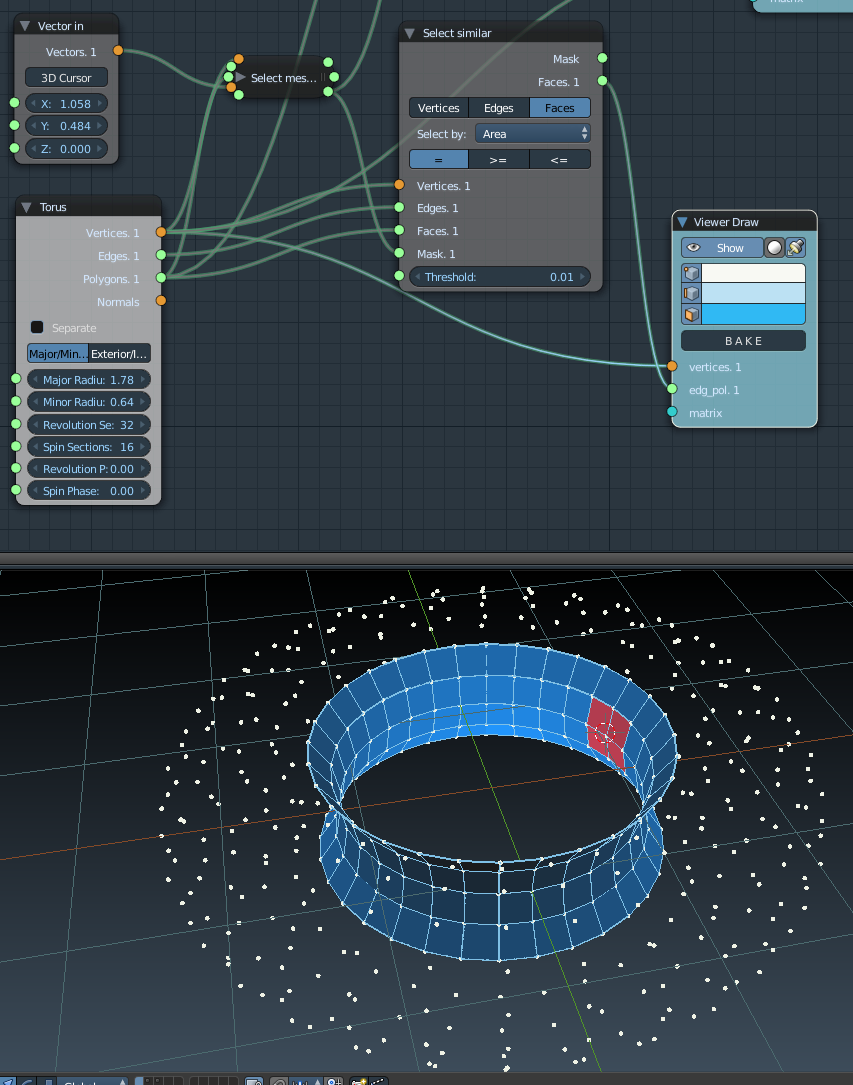 matrix
Vector in
Vectors. 1
3D Cursor
X: 1.058
Y: 0.484
Z: 0.000
Select mes...
Select similar
Mask
Faces. 1
Vertices Edges Faces
Select by: Area
= >= <=
Vertices. 1
Edges. 1
Faces. 1
Mask. 1
Threshold: 0.01
Torus
Vertices. 1
Edges. 1
Polygons. 1
Normals
Separate
Major/Min... Exterior/I...
Major Radiu: 1.78
Minor Radiu: 0.64
Revolution Se: 32
Spin Sections: 16
Revolution P: 0.00
Spin Phase: 0.00
Viewer Draw
Show
BAKE
vertices. 1
edg_pol. 1
matrix